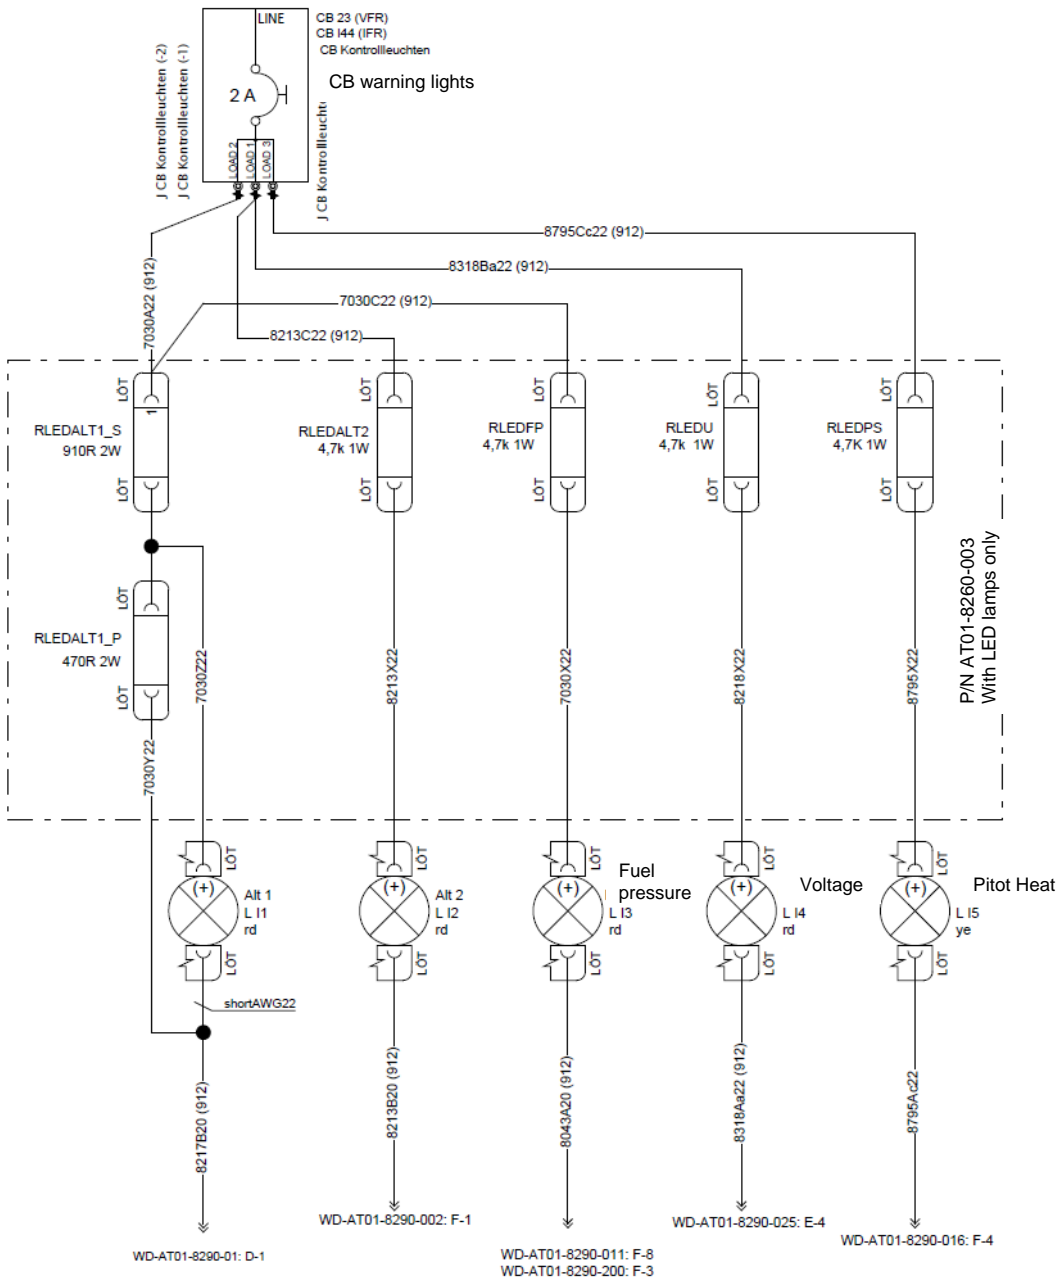 LINE
CB 23 (VFR)
CB I44 (IFR)
CB Kontrollleuchten
CB warning lights
2 A
J CB Kontrollleuchten (-2)
J CB Kontrollleuchten (-1)
J CB Kontrollleucht
LOAD 2
LOAD 1
LOAD 3
8795Cc22 (912)
8318Ba22 (912)
7030C22 (912)
8213C22 (912)
7030A22 (912)
LÖT
LÖT
LÖT
LÖT
LÖT
1
RLEDALT1_S
910R 2W
RLEDALT2
4,7k 1W
RLEDFP
4,7k 1W
RLEDU
4,7k 1W
RLEDPS
4,7K 1W
LÖT
LÖT
LÖT
LÖT
LÖT
P/N AT01-8260-003
With LED lamps only
LÖT
RLEDALT1_P
470R 2W
LÖT
7030Z22
8213X22
7030X22
8218X22
8795X22
7030Y22
LÖT
LÖT
LÖT
LÖT
LÖT
(+)
Alt 1
L I1
rd
(+)
Alt 2
L I2
rd
(+)
Fuel
pressure
L I3
rd
(+)
Voltage
L I4
rd
(+)
Pitot Heat
L I5
ye
LÖT
LÖT
LÖT
LÖT
LÖT
shortAWG22
8217B20 (912)
8213B20 (912)
8043A20 (912)
8318Aa22 (912)
8795Ac22
WD-AT01-8290-01: D-1
WD-AT01-8290-002: F-1
WD-AT01-8290-011: F-8
WD-AT01-8290-200: F-3
WD-AT01-8290-025: E-4
WD-AT01-8290-016: F-4